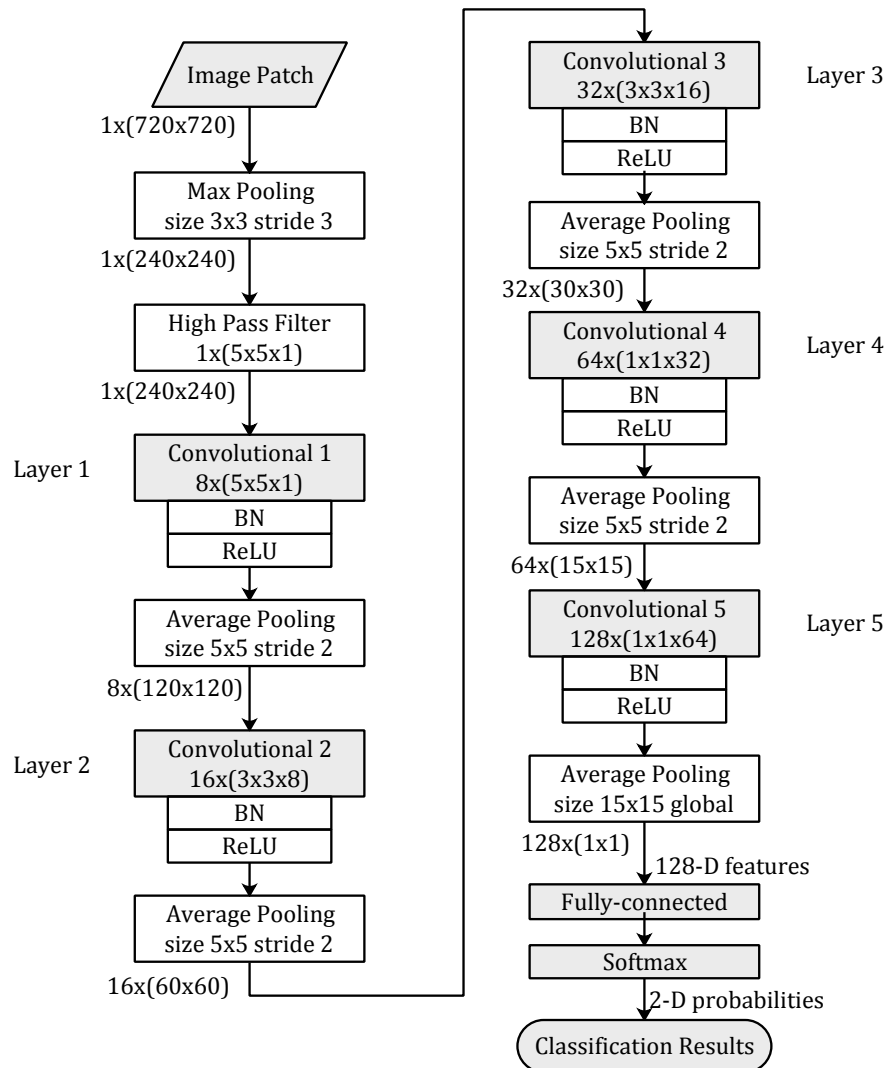 Image Patch
1x(720x720)
Max Pooling
size 3x3 stride 3
1x(240x240)
High Pass Filter
1x(5x5x1)
1x(240x240)
Layer 1
Convolutional 1
8x(5x5x1)
BN
ReLU
Average Pooling
size 5x5 stride 2
8x(120x120)
Layer 2
Convolutional 2
16x(3x3x8)
BN
ReLU
Average Pooling
size 5x5 stride 2
16x(60x60)
Convolutional 3
32x(3x3x16)
Layer 3
BN
ReLU
Average Pooling
size 5x5 stride 2
32x(30x30)
Convolutional 4
64x(1x1x32)
Layer 4
BN
ReLU
Average Pooling
size 5x5 stride 2
64x(15x15)
Convolutional 5
128x(1x1x64)
Layer 5
BN
ReLU
Average Pooling
size 15x15 global
128x(1x1)
128-D features
Fully-connected
Softmax
2-D probabilities
Classification Results